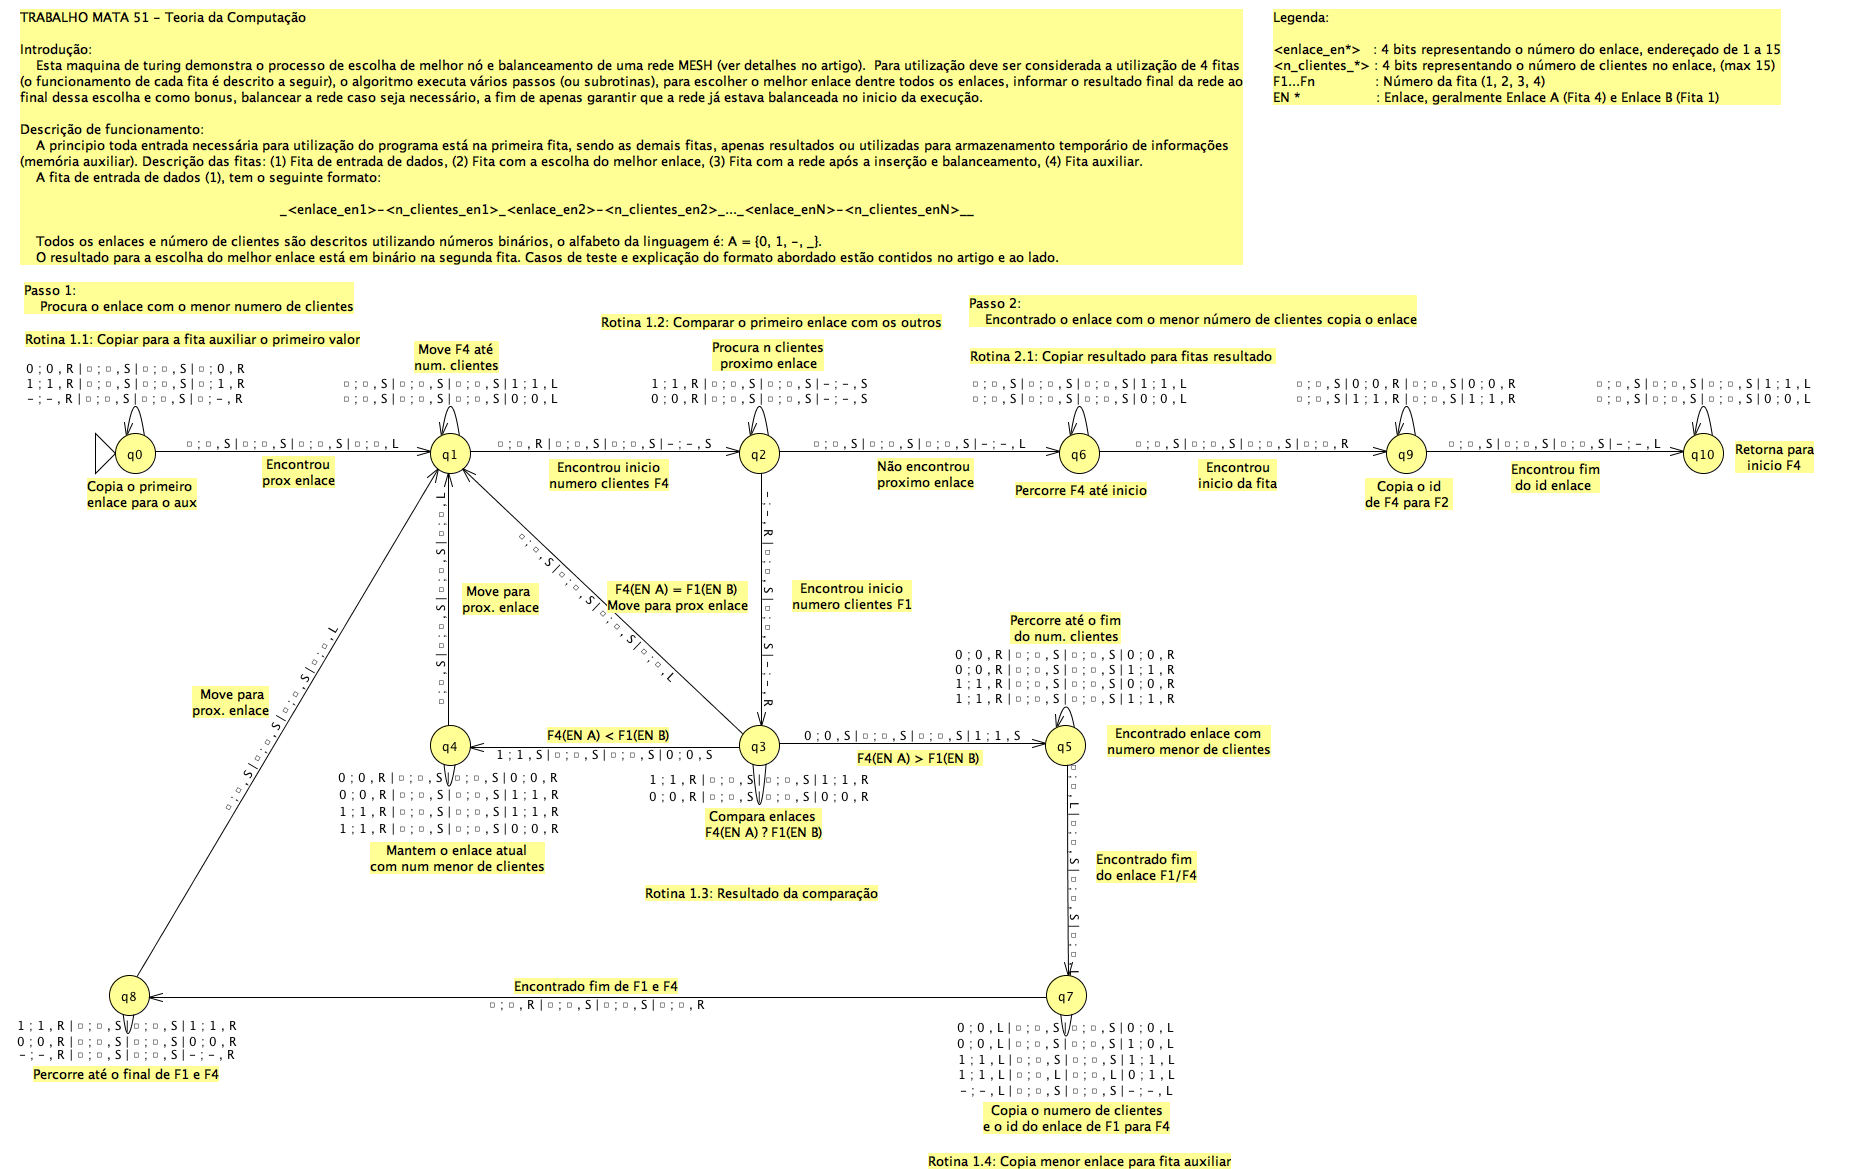 TRABALHO MATA 51 - Teoria da Computação
Introdução:
Esta maquina de turing demonstra o processo de escolha de melhor nó e balanceamento de uma rede MESH (ver detalhes no artigo). Para utilização deve ser considerada a utilização de 4 fitas
(o funcionamento de cada fita é descrito a seguir), o algoritmo executa vários passos (ou subrotinas), para escolher o melhor enlace dentre todos os enlaces, informar o resultado final da rede ao
final dessa escolha e como bonus, balancear a rede caso seja necessário, a fim de apenas garantir que a rede já estava balanceada no inicio da execução.
Descrição de funcionamento:
A principio toda entrada necessária para utilização do programa está na primeira fita, sendo as demais fitas, apenas resultados ou utilizadas para armazenamento temporário de informações
(memória auxiliar). Descrição das fitas: (1) Fita de entrada de dados, (2) Fita com a escolha do melhor enlace, (3) Fita com a rede após a inserção e balanceamento, (4) Fita auxiliar.
A fita de entrada de dados (1), tem o seguinte formato:
_<enlace_en1>-<n_clientes_en1>_<enlace_en2>-<n_clientes_en2>_..._<enlace_enN>-<n_clientes_enN>__
Todos os enlaces e número de clientes são descritos utilizando números binários, o alfabeto da linguagem é: A = {0, 1, -, _}.
O resultado para a escolha do melhor enlace está em binário na segunda fita. Casos de teste e explicação do formato abordado estão contidos no artigo e ao lado.
Legenda:
<enlace_en*> : 4 bits representando o número do enlace, endereçado de 1 a 15
<n_clientes_*> : 4 bits representando o número de clientes no enlace, (max 15)
F1...Fn : Número da fita (1, 2, 3, 4)
EN * : Enlace, geralmente Enlace A (Fita 4) e Enlace B (Fita 1)
Passo 1:
Procura o enlace com o menor numero de clientes
Rotina 1.1: Copiar para a fita auxiliar o primeiro valor
0;0,R|□;□,S|□;□,S|□;0,R
1;1,R|□;□,S|□;□,S|□;1,R
-;-,R|□;□,S|□;□,S|□;-,R
q0
Copia o primeiro
enlace para o aux
□;□,S|□;□,S|□;□,S|□;□,L
Encontrou
prox enlace
Move F4 até
num. clientes
□;□,S|□;□,S|□;□,S|1;1,L
□;□,S|□;□,S|□;□,S|0;0,L
q1
□;□,R|□;□,S|□;□,S|-;-,S
Encontrou inicio
numero clientes F4
Rotina 1.2: Comparar o primeiro enlace com os outros
Procura n clientes
proximo enlace
1;1,R|□;□,S|□;□,S|-;-,S
0;0,R|□;□,S|□;□,S|-;-,S
q2
□;□,S|□;□,S|□;□,S|-;-,L
Não encontrou
proximo enlace
Passo 2:
Encontrado o enlace com o menor número de clientes copia o enlace
Rotina 2.1: Copiar resultado para fitas resultado
□;□,S|□;□,S|□;□,S|1;1,L
□;□,S|□;□,S|□;□,S|0;0,L
q6
Percorre F4 até inicio
□;□,S|□;□,S|□;□,S|□;□,R
Encontrou
inicio da fita
□;□,S|0;0,R|□;□,S|0;0,R
□;□,S|1;1,R|□;□,S|1;1,R
q9
Copia o id
de F4 para F2
□;□,S|□;□,S|□;□,S|-;-,L
Encontrou fim
do id enlace
□;□,S|□;□,S|□;□,S|1;1,L
□;□,S|□;□,S|□;□,S|0;0,L
q10
Retorna para
inicio F4
-;-,R|□;□,S|□;□,S|-;-,R
Encontrou inicio
numero clientes F1
□;□,S|□;□,S|□;□,S|□;□,L
F4(EN A) = F1(EN B)
Move para prox enlace
□;□,S|□;□,S|□;□,S|□;□,L
Move para
prox. enlace
□;□,S|□;□,S|□;□,S|□;□,L
Move para
prox. enlace
q4
F4(EN A) < F1(EN B)
1;1,S|□;□,S|□;□,S|0;0,S
0;0,R|□;□,S|□;□,S|0;0,R
0;0,R|□;□,S|□;□,S|1;1,R
1;1,R|□;□,S|□;□,S|1;1,R
1;1,R|□;□,S|□;□,S|0;0,R
Mantem o enlace atual
com num menor de clientes
q3
1;1,R|□;□,S|□;□,S|1;1,R
0;0,R|□;□,S|□;□,S|0;0,R
Compara enlaces
F4(EN A) ? F1(EN B)
0;0,S|□;□,S|□;□,S|1;1,S
F4(EN A) > F1(EN B)
Percorre até o fim
do num. clientes
0;0,R|□;□,S|□;□,S|0;0,R
0;0,R|□;□,S|□;□,S|1;1,R
1;1,R|□;□,S|□;□,S|0;0,R
1;1,R|□;□,S|□;□,S|1;1,R
q5
Encontrado enlace com
numero menor de clientes
Rotina 1.3: Resultado da comparação
□;□,L|□;□,S|□;□,S|□;□,L
Encontrado fim
do enlace F1/F4
q8
1;1,R|□;□,S|□;□,S|1;1,R
0;0,R|□;□,S|□;□,S|0;0,R
-;-,R|□;□,S|□;□,S|-;-,R
Percorre até o final de F1 e F4
Encontrado fim de F1 e F4
□;□,R|□;□,S|□;□,S|□;□,R
q7
0;0,L|□;□,S|□;□,S|0;0,L
0;0,L|□;□,S|□;□,S|1;0,L
1;1,L|□;□,S|□;□,S|1;1,L
1;1,L|□;□,L|□;□,L|0;1,L
-;-,L|□;□,S|□;□,S|-;-,L
Copia o numero de clientes
e o id do enlace de F1 para F4
Rotina 1.4: Copia menor enlace para fita auxiliar